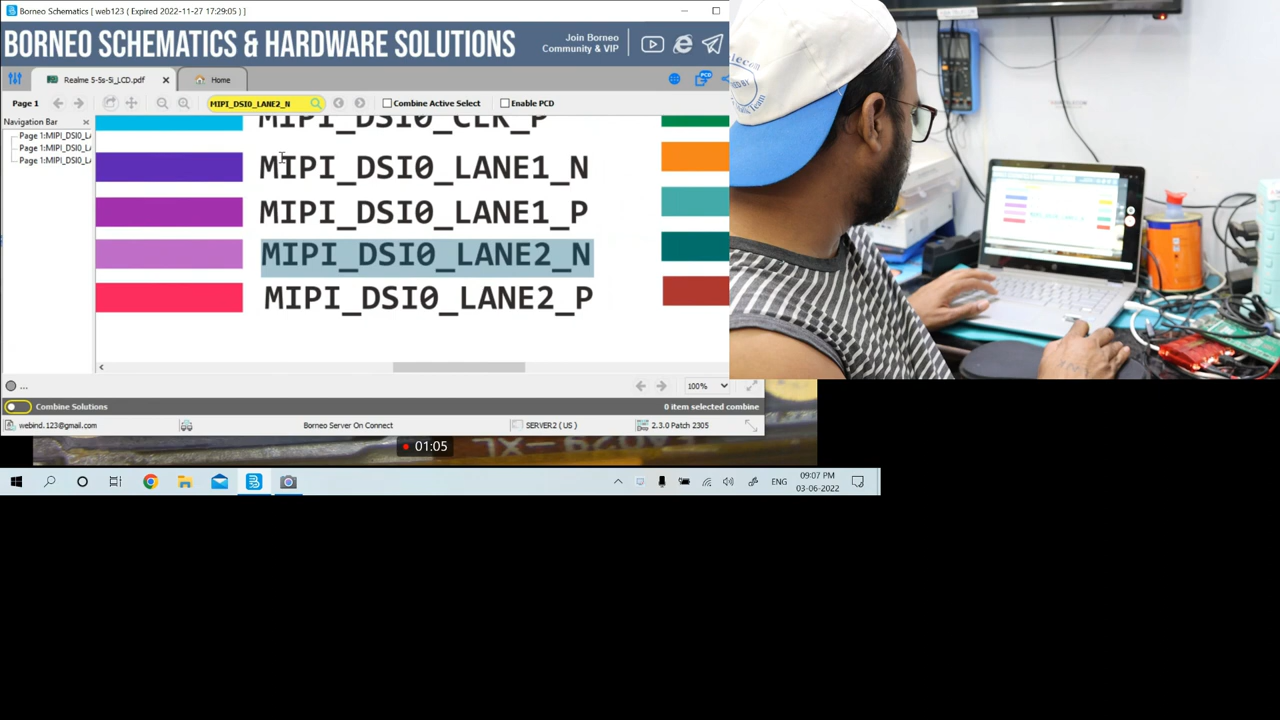 Borneo Schematics [ web123 ( Expired 2022-11-27 17:29:05 ) ]
BORNEO SCHEMATICS & HARDWARE SOLUTIONS
Join Borneo
Community & VIP
Realme 5-5s-5i_LCD.pdf
Home
PCD
Page 1
MIPI_DSI0_LANE2_N
Combine Active Select
Enable PCD
Navigation Bar
Page 1:MIPI_DSI0_L
Page 1:MIPI_DSI0_L
Page 1:MIPI_DSI0_L
MIPI_DSI0_CLK_P
MIPI_DSI0_LANE1_N
MIPI_DSI0_LANE1_P
MIPI_DSI0_LANE2_N
MIPI_DSI0_LANE2_P
...
100%
Combine Solutions
0 item selected combine
webind.123@gmail.com
Borneo Server On Connect
SERVER2 ( US )
2.3.0 Patch 2305
01:05
ENG
09:07 PM
03-06-2022